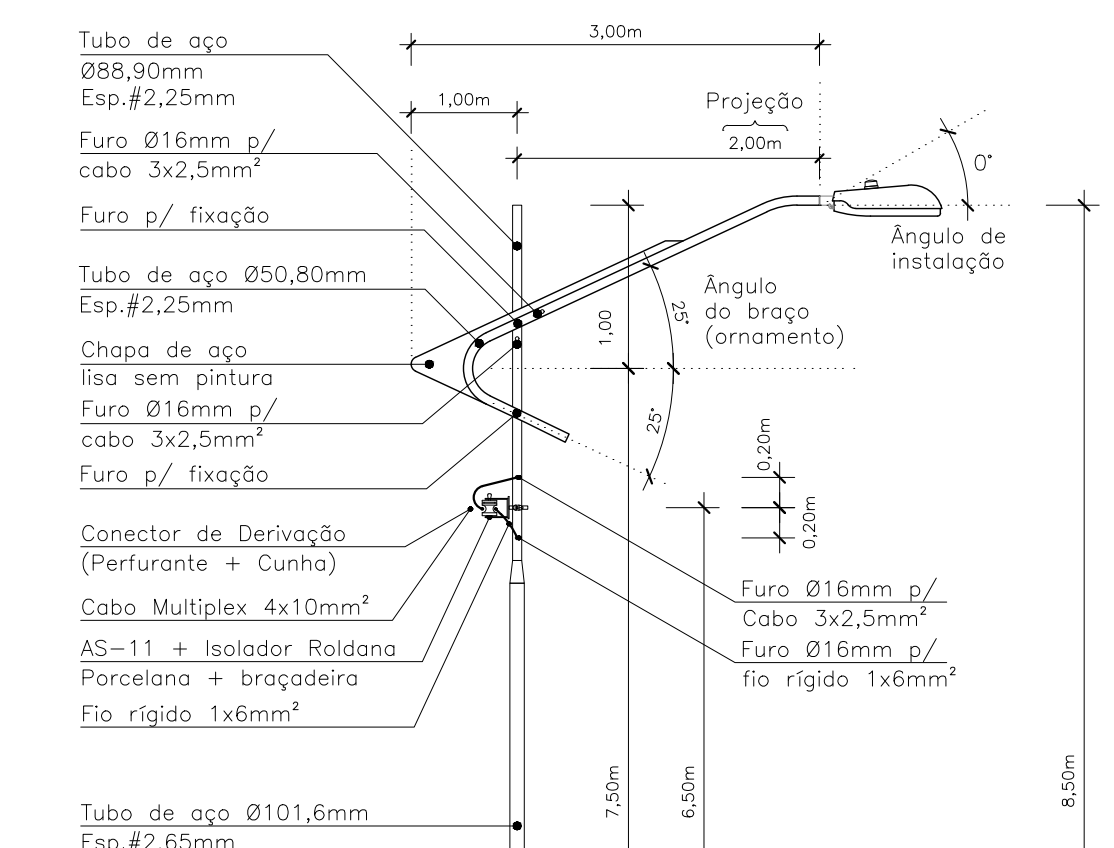 Tubo de aço
Ø88,90mm
Esp.#2,25mm
Furo Ø16mm p/
cabo 3x2,5mm²
Furo p/ fixação
Tubo de aço Ø50,80mm
Esp.#2,25mm
Chapa de aço
lisa sem pintura
Furo Ø16mm p/
cabo 3x2,5mm²
Furo p/ fixação
Conector de Derivação
(Perfurante + Cunha)
Cabo Multiplex 4x10mm²
AS-11 + Isolador Roldana
Porcelana + braçadeira
Fio rígido 1x6mm²
Tubo de aço Ø101,6mm
Esp.#2,65mm
3,00m
1,00m
Projeção
2,00m
0°
Ângulo de
instalação
Ângulo
do braço
(ornamento)
25°
1,00
25°
0,20m
0,20m
Furo Ø16mm p/
Cabo 3x2,5mm²
Furo Ø16mm p/
fio rígido 1x6mm²
7,50m
6,50m
8,50m